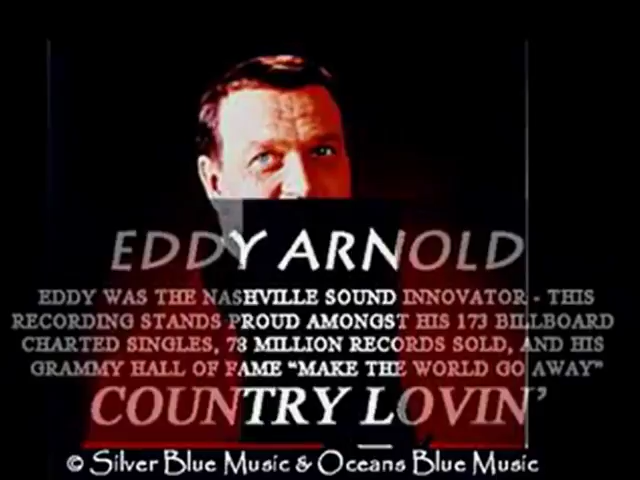 EDDY ARNOLD
EDDY WAS THE NASHVILLE SOUND INNOVATOR - THIS
RECORDING STANDS PROUD AMONGST HIS 173 BILLBOARD
CHARTED SINGLES, 78 MILLION RECORDS SOLD, AND HIS
GRAMMY HALL OF FAME "MAKE THE WORLD GO AWAY"
COUNTRY LOVIN'
© Silver Blue Music & Oceans Blue Music